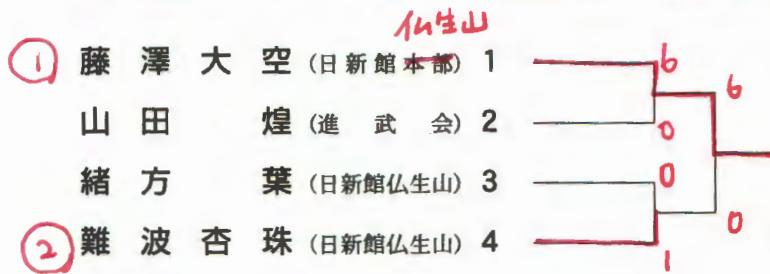 仏生山
① 藤澤大空 (日新館本部) 1 6
6
山田 煌 (進武会) 2 0
緒方 葉 (日新館仏生山) 3 0
0
② 難波杏珠 (日新館仏生山) 4 1